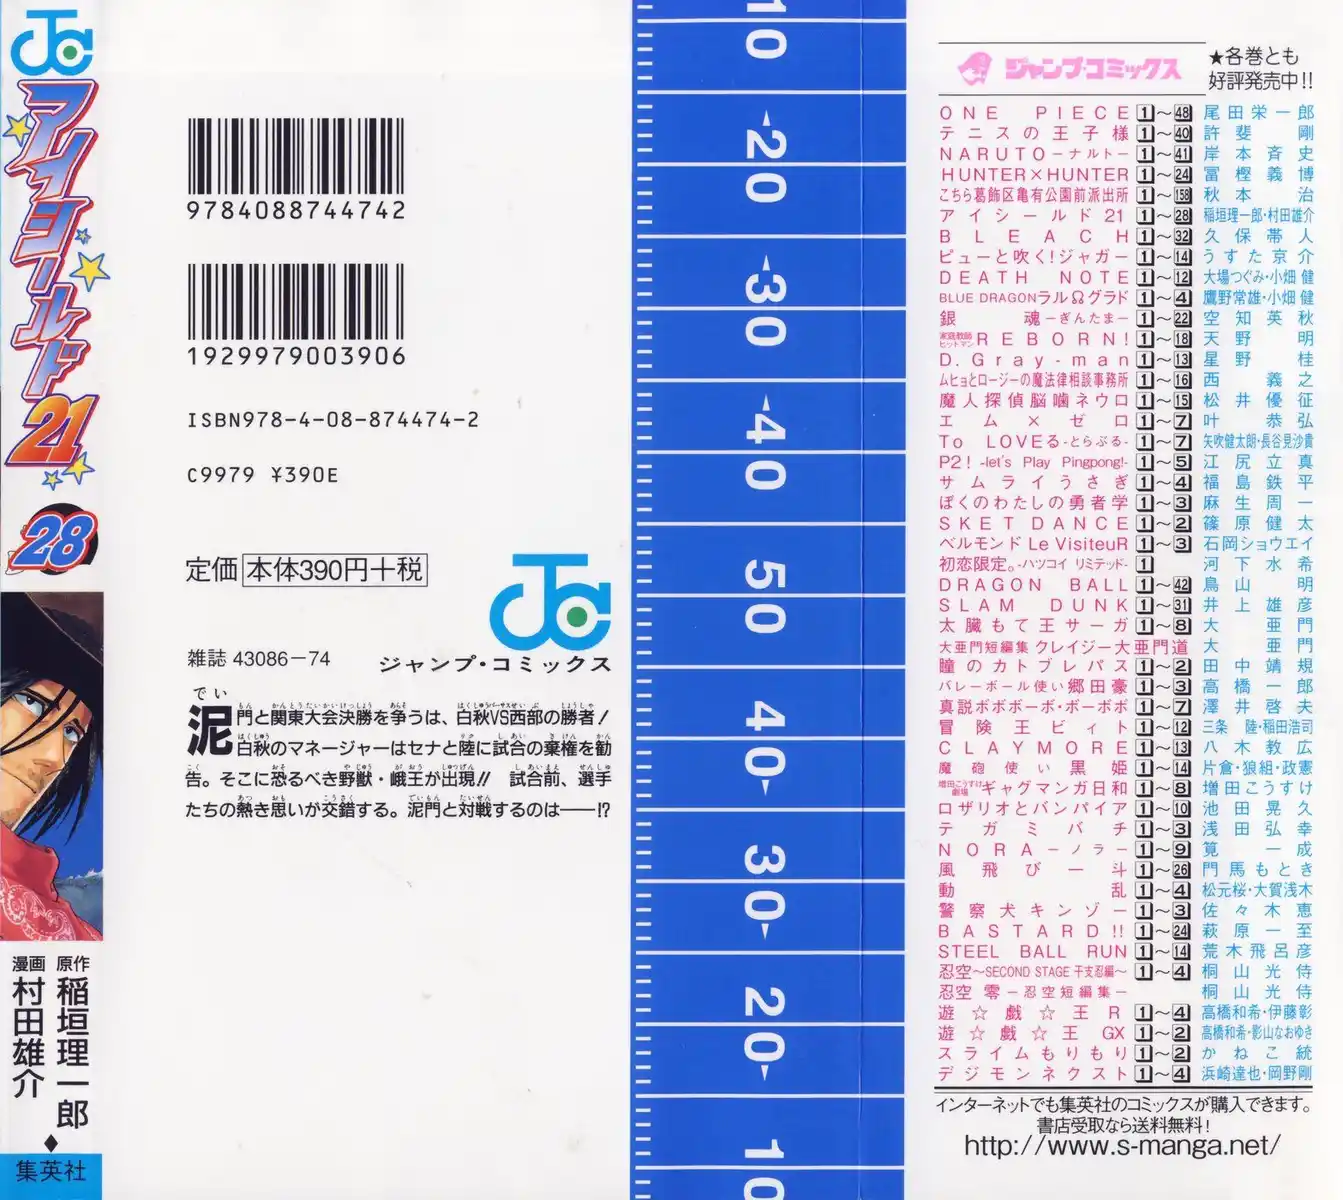 JC
アイシールド
21
28
漫画 村田雄介
原作 稲垣理一郎
集英社
9784088744742
1929979003906
ISBN978-4-08-874474-2
C9979 ¥390E
定価 本体390円+税
雑誌 43086-74
JC
ジャンプ・コミックス
泥門と関東大会決勝を争うは、白秋VS西部の勝者!
白秋のマネージャーはセナと陸に試合の棄権を勧
告。そこに恐るべき野獣・峨王が出現!! 試合前、選手
たちの熱き思いが交錯する。泥門と対戦するのは――!?
10
20
30
40
50
40
30
20
10
ジャンプ・コミックス
★各巻とも
好評発売中!!
ONE PIECE 1～48 尾田栄一郎
テニスの王子様 1～40 許斐剛
NARUTO－ナルト－ 1～41 岸本斉史
HUNTER×HUNTER 1～24 冨樫義博
こちら葛飾区亀有公園前派出所 1～158 秋本治
アイシールド21 1～28 稲垣理一郎・村田雄介
BLEACH 1～32 久保帯人
ピューと吹く!ジャガー 1～14 うすた京介
DEATH NOTE 1～12 大場つぐみ・小畑健
BLUE DRAGONラルΩグラド 1～4 鷹野常雄・小畑健
銀魂－ぎんたま－ 1～22 空知英秋
家庭教師ヒットマンREBORN! 1～18 天野明
D.Gray-man 1～13 星野桂
ムヒョとロージーの魔法律相談事務所 1～16 西義之
魔人探偵脳噛ネウロ 1～15 松井優征
エム×ゼロ 1～7 叶恭弘
To LOVEる-とらぶる- 1～7 矢吹健太朗・長谷見沙貴
P2! -let's Play Pingpong!- 1～5 江尻立真
サムライうさぎ 1～4 福島鉄平
ぼくのわたしの勇者学 1～3 麻生周一
SKET DANCE 1～2 篠原健太
ベルモンド Le VisiteuR 1～3 石岡ショウエイ
初恋限定。-ハツコイ リミテッド- 1 河下水希
DRAGON BALL 1～42 鳥山明
SLAM DUNK 1～31 井上雄彦
太臓もて王サーガ 1～8 大亜門
大亜門短編集 クレイジー大亜門道 大亜門
瞳のカトブレパス 1～2 田中靖規
バレーボール使い郷田豪 1～3 高橋一郎
真説ボボボーボ・ボーボボ 1～7 澤井啓夫
冒険王ビィト 1～12 三条陸・稲田浩司
CLAYMORE 1～13 八木教広
魔砲使い黒姫 1～14 片倉・狼組・政憲
増田こうすけ劇場ギャグマンガ日和 1～8 増田こうすけ
ロザリオとバンパイア 1～10 池田晃久
テガミバチ 1～3 浅田弘幸
NORA－ノラ－ 1～9 筧一成
風飛び一斗 1～26 門馬もとき
動乱 1～4 松元桜・大賀浅木
警察犬キンゾー 1～3 佐々木恵
BASTARD!! 1～24 萩原一至
STEEL BALL RUN 1～14 荒木飛呂彦
忍空～SECOND STAGE 干支忍編～ 1～4 桐山光侍
忍空 零－忍空短編集－ 桐山光侍
遊☆戯☆王R 1～4 高橋和希・伊藤彰
遊☆戯☆王GX 1～2 高橋和希・影山なおゆき
スライムもりもり 1～2 かねこ統
デジモンネクスト 1～4 浜崎達也・岡野剛
インターネットでも集英社のコミックスが購入できます。
書店受取なら送料無料!
http://www.s-manga.net/